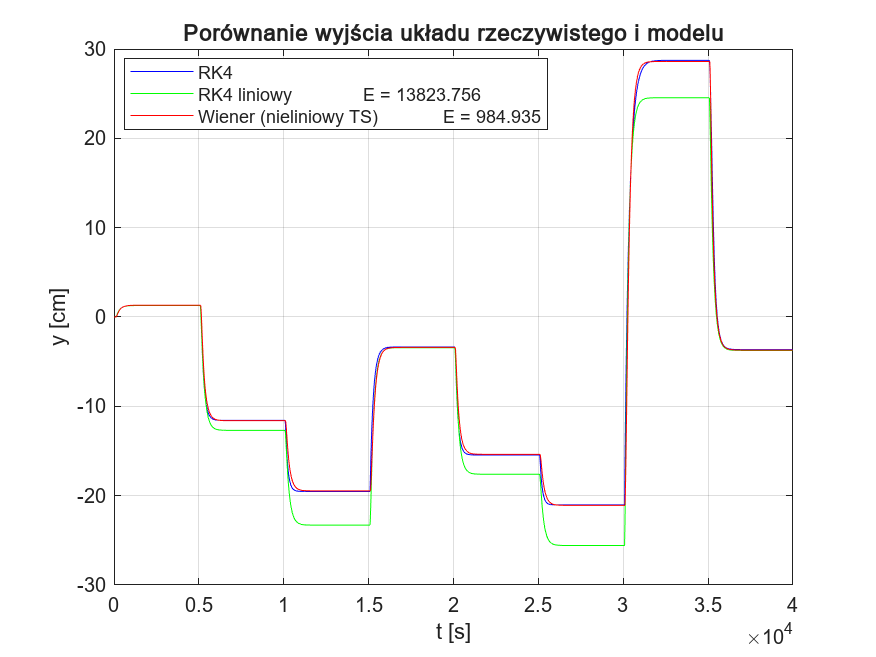 Porównanie wyjścia układu rzeczywistego i modelu
RK4
RK4 liniowy E = 13823.756
Wiener (nieliniowy TS) E = 984.935
30
20
10
0
-10
-20
-30
y [cm]
0 0.5 1 1.5 2 2.5 3 3.5 4
t [s]
×10⁴